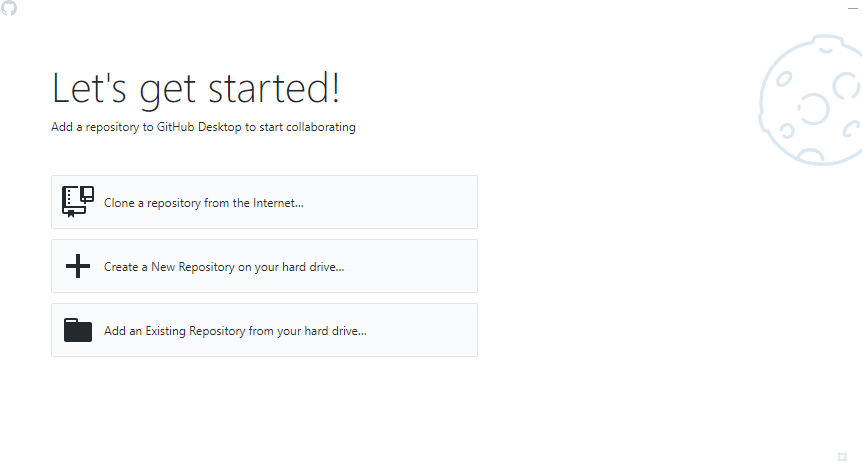 Let's get started!
Add a repository to GitHub Desktop to start collaborating
Clone a repository from the Internet...
Create a New Repository on your hard drive...
Add an Existing Repository from your hard drive...